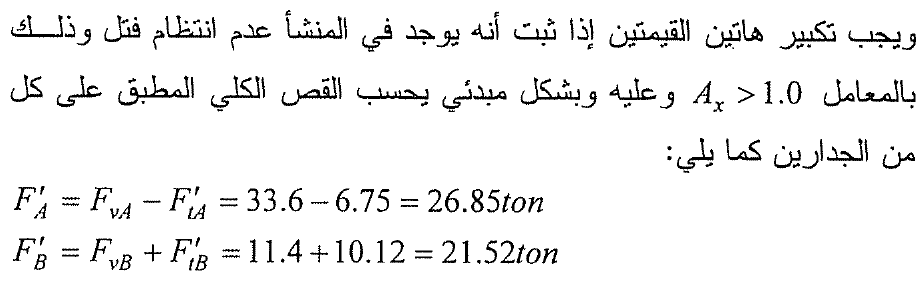 ويجب تكبير هاتين القيمتين إذا ثبت أنه يوجد في المنشأ عدم انتظام فتل وذلـــك
بالمعامل $A_x > 1.0$ وعليه وبشكل مبدئي يحسب القص الكلي المطبق على كل
من الجدارين كما يلي:
$F'_A = F_{vA} - F'_{tA} = 33.6 - 6.75 = 26.85ton$
$F'_B = F_{vB} + F'_{tB} = 11.4 + 10.12 = 21.52ton$